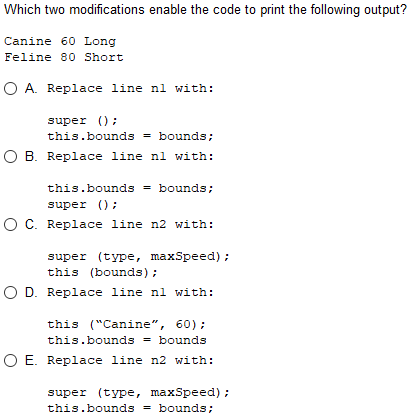 Which two modifications enable the code to print the following output?
Canine 60 Long
Feline 80 Short
A. Replace line n1 with:
super ();
this.bounds = bounds;
B. Replace line n1 with:
this.bounds = bounds;
super ();
C. Replace line n2 with:
super (type, maxSpeed);
this (bounds);
D. Replace line n1 with:
this ("Canine", 60);
this.bounds = bounds
E. Replace line n2 with:
super (type, maxSpeed);
this.bounds = bounds;